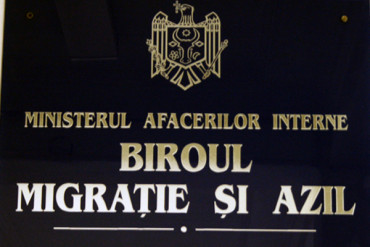 MINISTERUL AFACERILOR INTERNE
BIROUL
MIGRAȚIE ȘI AZIL